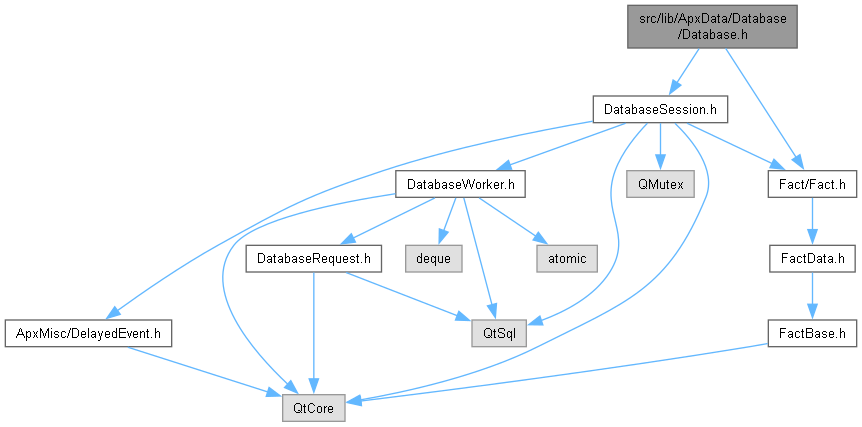 src/lib/ApxData/Database
/Database.h
DatabaseSession.h
DatabaseWorker.h
QMutex
Fact/Fact.h
DatabaseRequest.h
deque
atomic
FactData.h
ApxMisc/DelayedEvent.h
QtSql
FactBase.h
QtCore